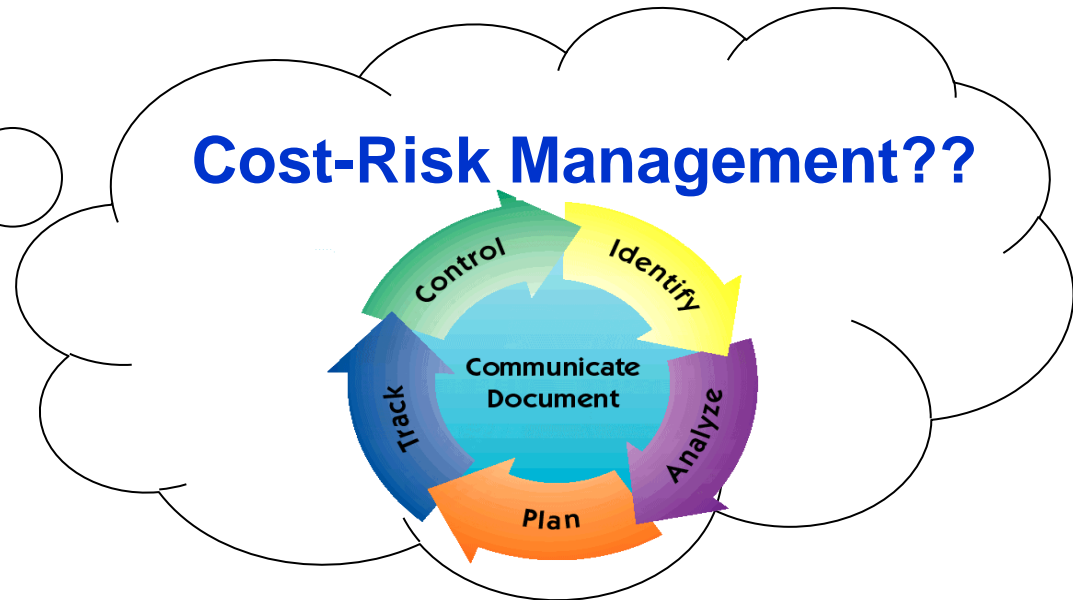 Cost-Risk Management??
Control
Identify
Communicate
Document
Track
Analyze
Plan